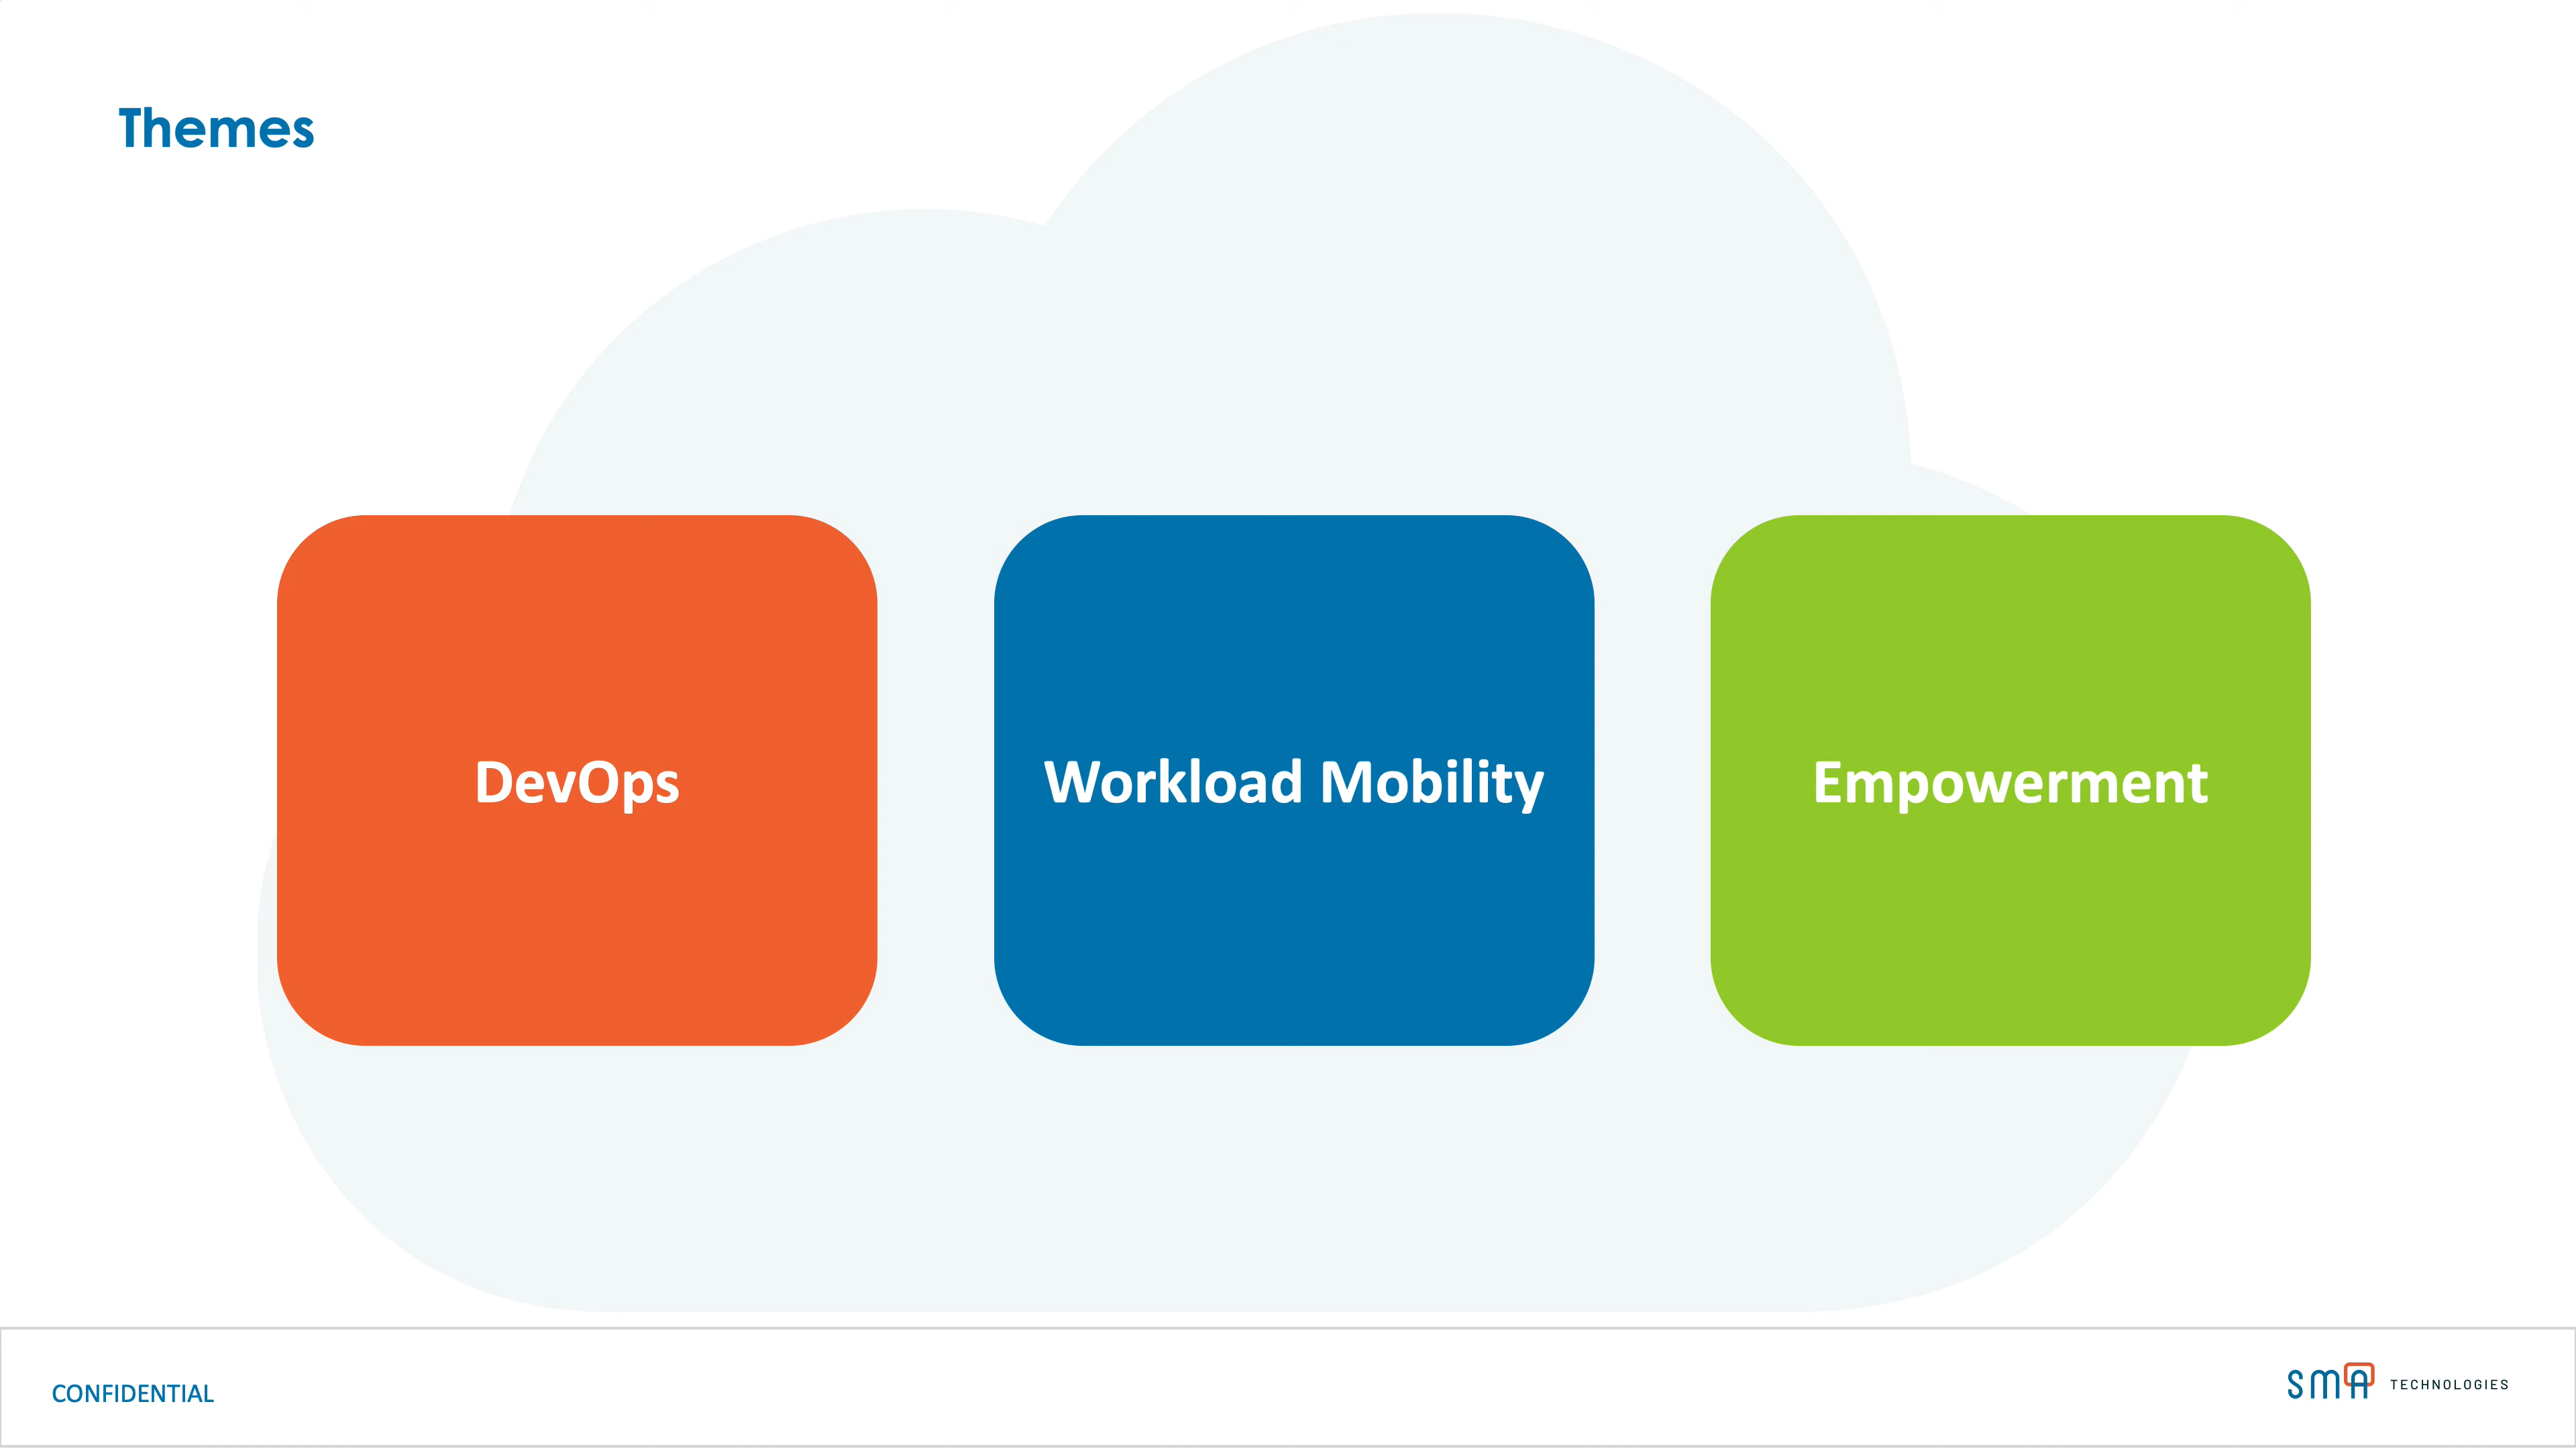 Themes
DevOps
Workload Mobility
Empowerment
CONFIDENTIAL
SMA TECHNOLOGIES